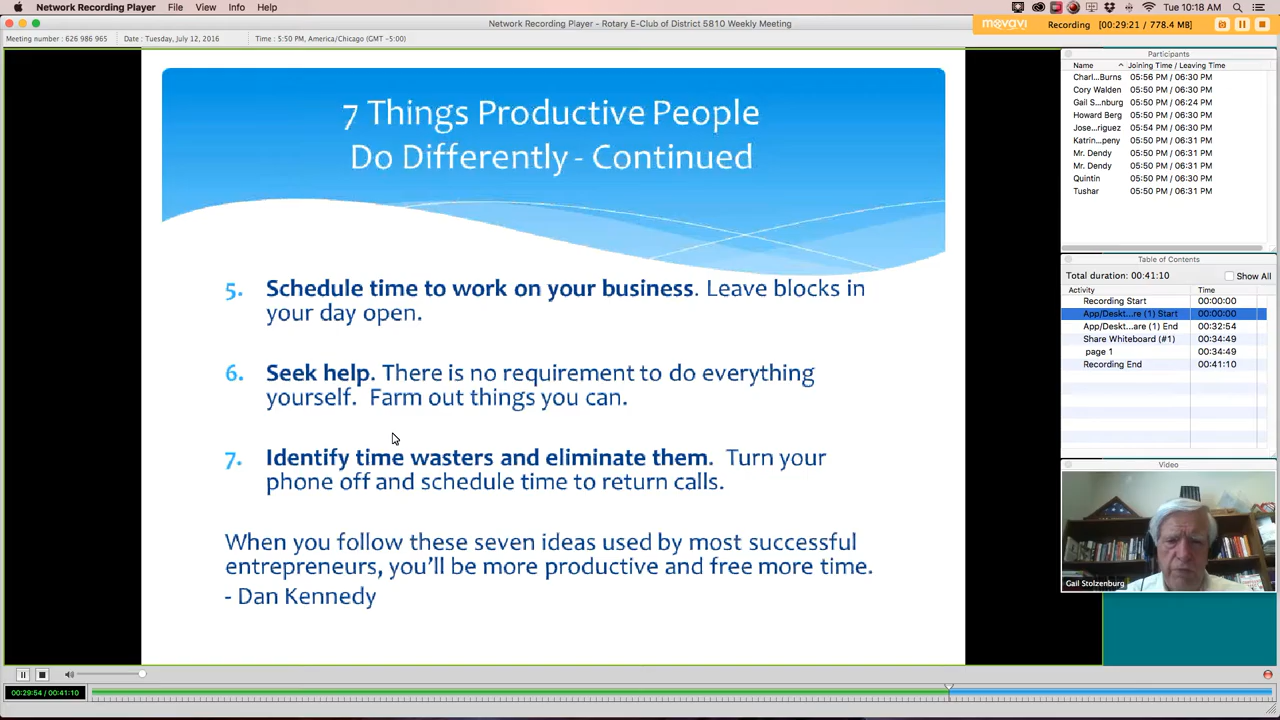 Network Recording Player File View Info Help
Tue 10:18 AM
Network Recording Player - Rotary E-Club of District 5810 Weekly Meeting
movavi Recording [00:29:21 / 778.4 MB]
Meeting number: 626 986 965 Date : Tuesday, July 12, 2016 Time : 5:50 PM, America/Chicago (GMT -5:00)
7 Things Productive People
Do Differently - Continued
5. Schedule time to work on your business. Leave blocks in
your day open.
6. Seek help. There is no requirement to do everything
yourself. Farm out things you can.
7. Identify time wasters and eliminate them. Turn your
phone off and schedule time to return calls.
When you follow these seven ideas used by most successful
entrepreneurs, you'll be more productive and free more time.
- Dan Kennedy
Participants
Name Joining Time / Leaving Time
Charl...Burns 05:56 PM / 06:30 PM
Cory Walden 05:50 PM / 06:30 PM
Gail S...nburg 05:50 PM / 06:24 PM
Howard Berg 05:50 PM / 06:30 PM
Jose...riguez 05:54 PM / 06:30 PM
Katrin...peny 05:50 PM / 06:31 PM
Mr. Dendy 05:50 PM / 06:31 PM
Mr. Dendy 05:50 PM / 06:31 PM
Quintin 05:50 PM / 06:30 PM
Tushar 05:50 PM / 06:31 PM
Table of Contents
Total duration: 00:41:10 Show All
Activity Time
Recording Start 00:00:00
App/Deskt...re (1) Start 00:00:00
App/Deskt...are (1) End 00:32:54
Share Whiteboard (#1) 00:34:49
page 1 00:34:49
Recording End 00:41:10
Video
Gail Stolzenburg
00:29:54 / 00:41:10